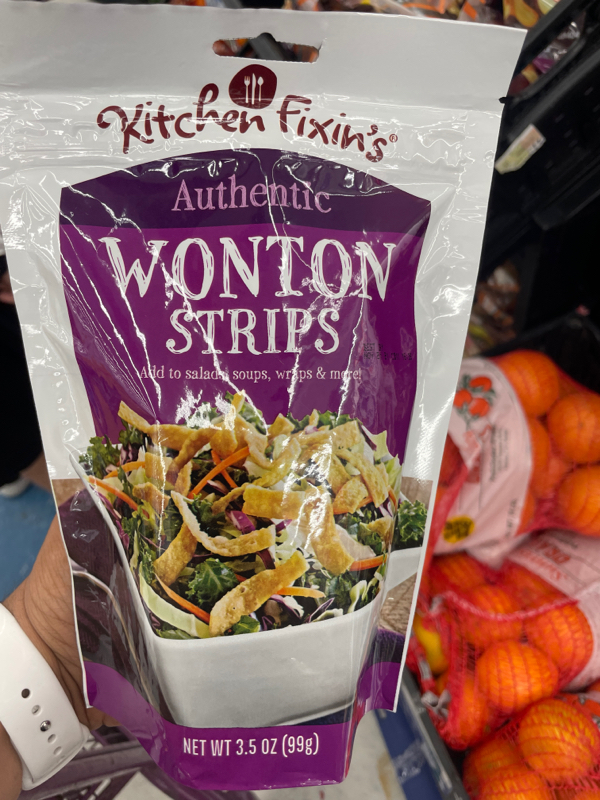 Kitchen Fixin's®
Authentic
WONTON
STRIPS
Add to salads, soups, wraps & more!
NET WT 3.5 OZ (99g)